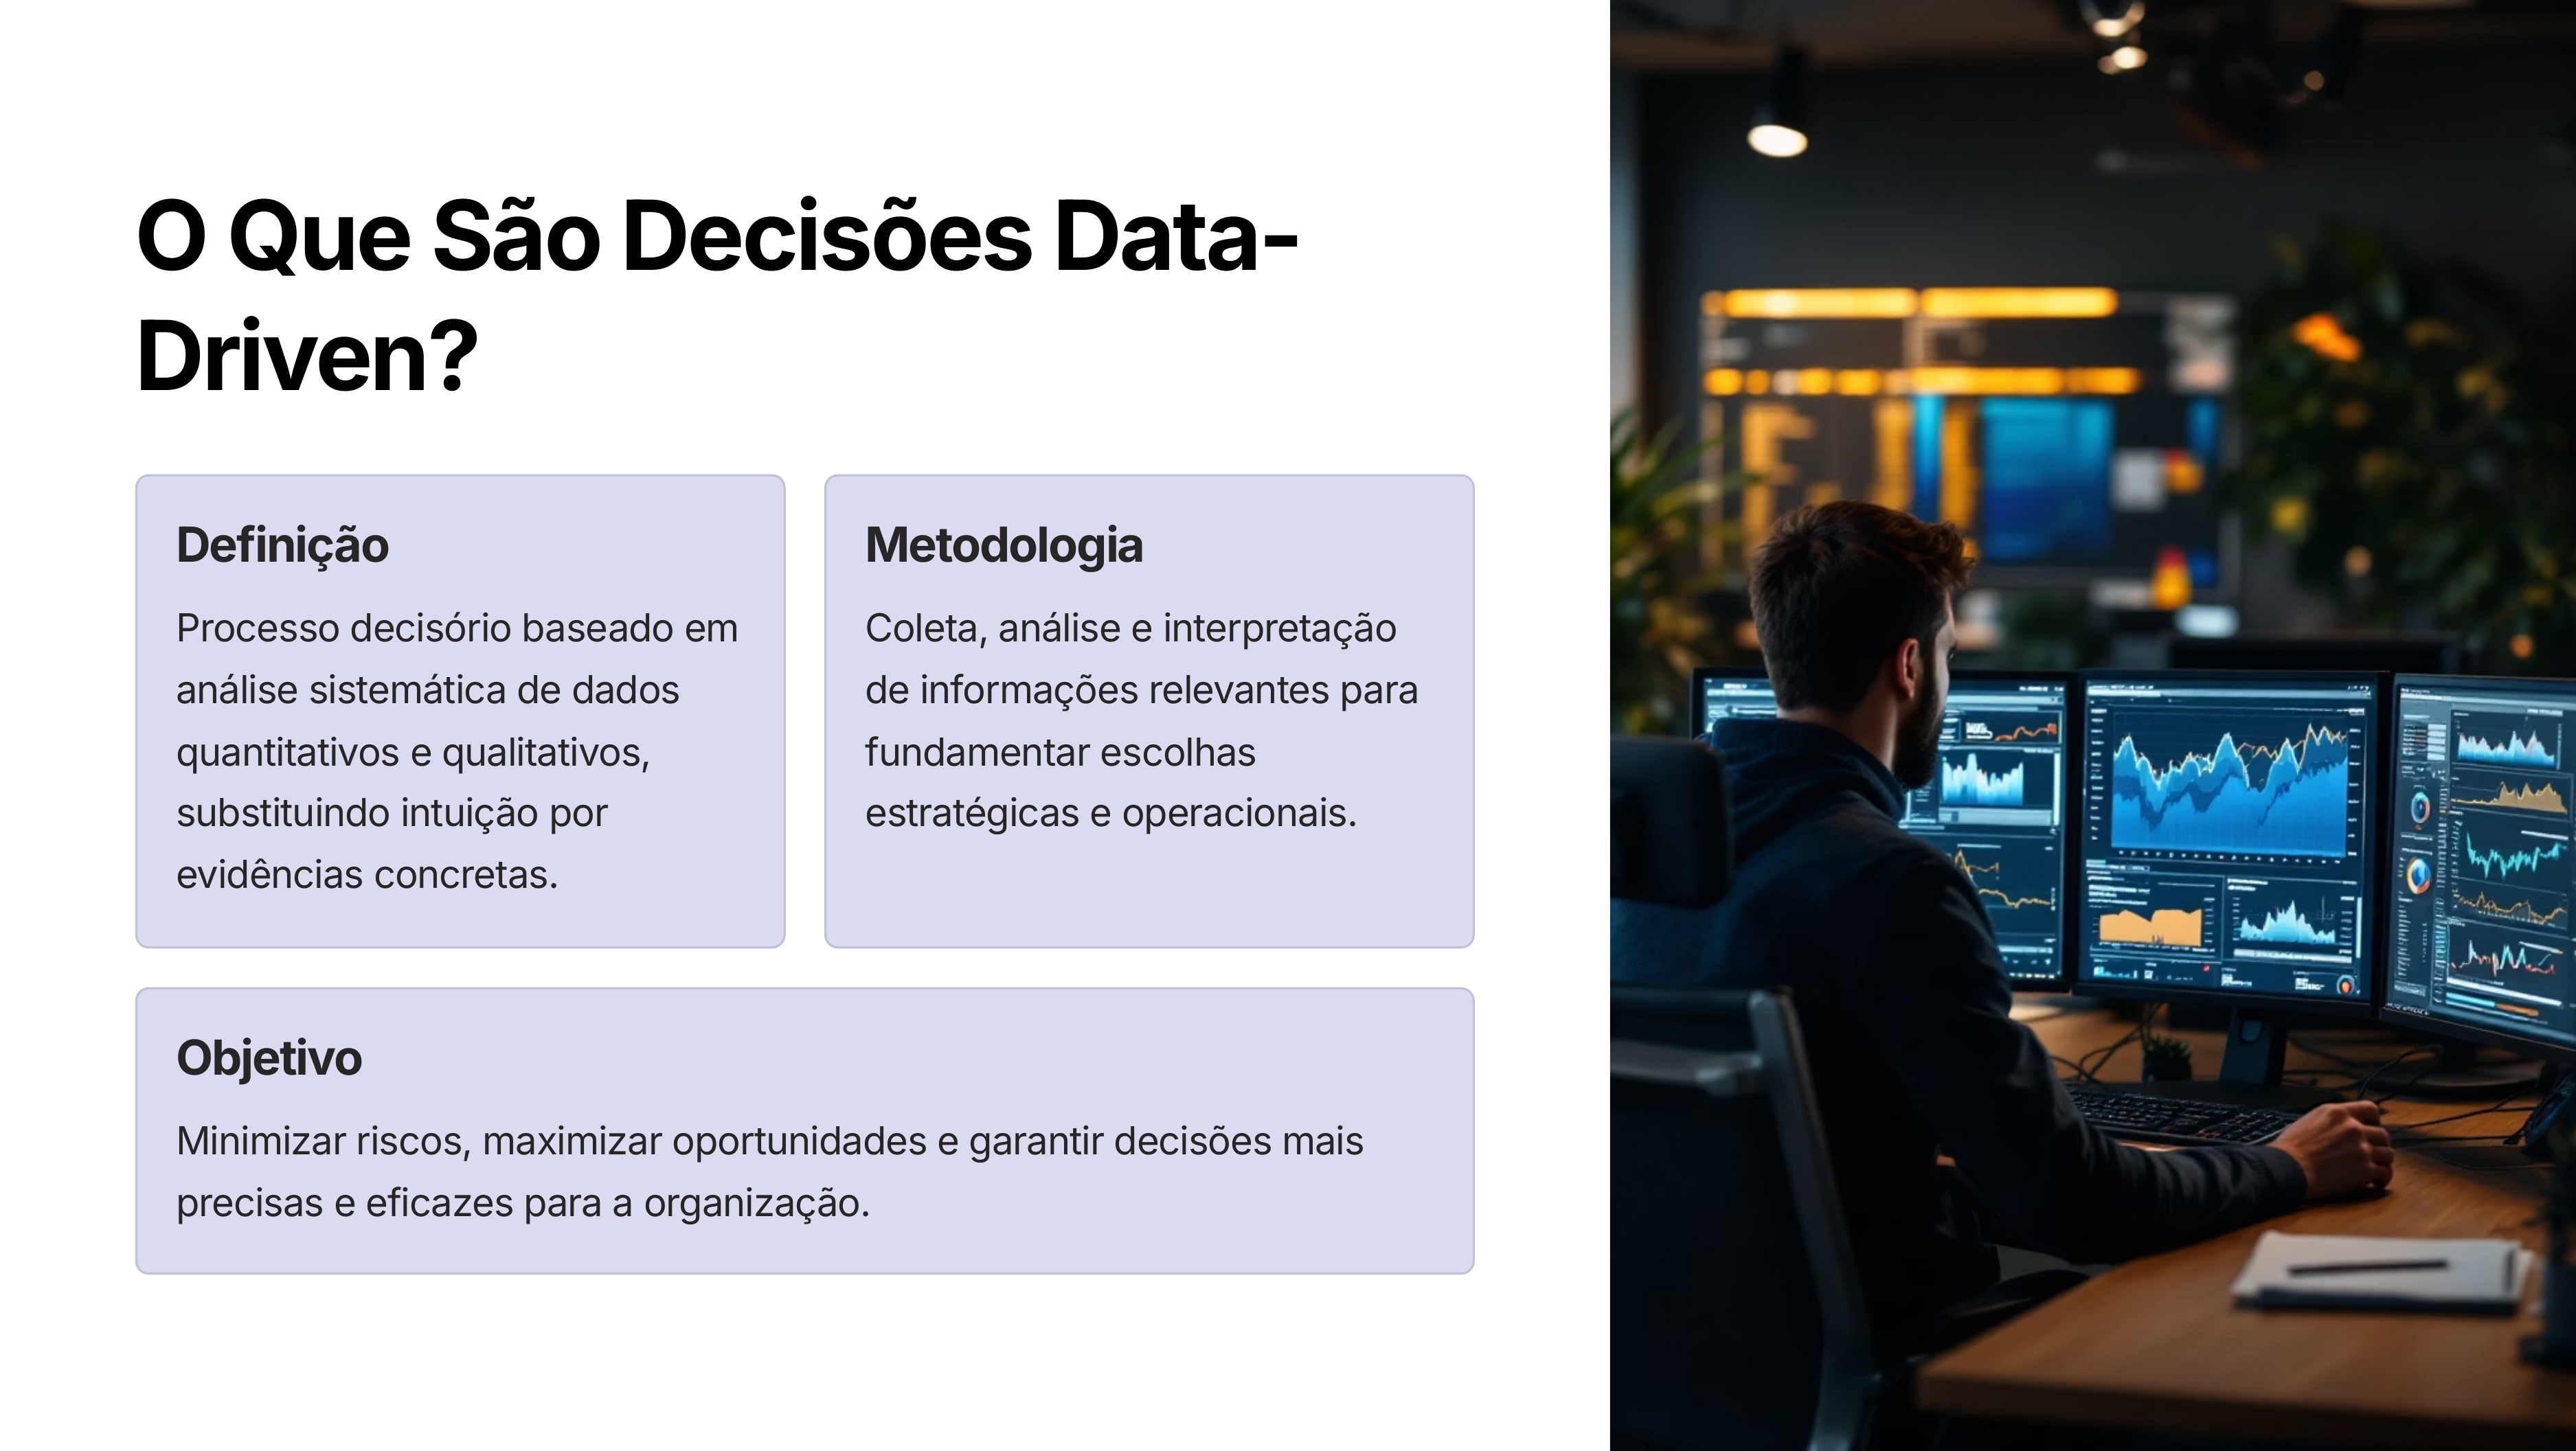 O Que São Decisões Data-
Driven?
Definição
Processo decisório baseado em
análise sistemática de dados
quantitativos e qualitativos,
substituindo intuição por
evidências concretas.
Metodologia
Coleta, análise e interpretação
de informações relevantes para
fundamentar escolhas
estratégicas e operacionais.
Objetivo
Minimizar riscos, maximizar oportunidades e garantir decisões mais
precisas e eficazes para a organização.